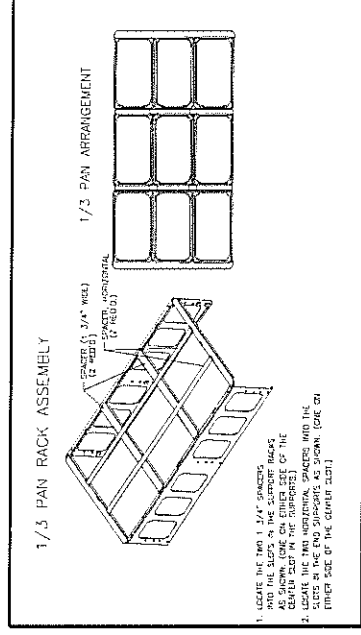 1/3 PAN RACK ASSEMBLY
1/3 PAN ARRANGEMENT
SPACER (1 3/4" WIDE)
(2 REQ'D.)
SPACER, HORIZONTAL
(2 REQ'D.)
1. LOCATE THE TWO 1 3/4" SPACERS
INTO THE SLOTS IN THE SUPPORT RACKS
AS SHOWN. (ONE ON EITHER SIDE OF THE
CENTER SLOT IN THE SUPPORTS.)
2. LOCATE THE TWO HORIZONTAL SPACERS INTO THE
SLOTS IN THE END SUPPORTS AS SHOWN. (ONE ON
EITHER SIDE OF THE CENTER SLOT.)